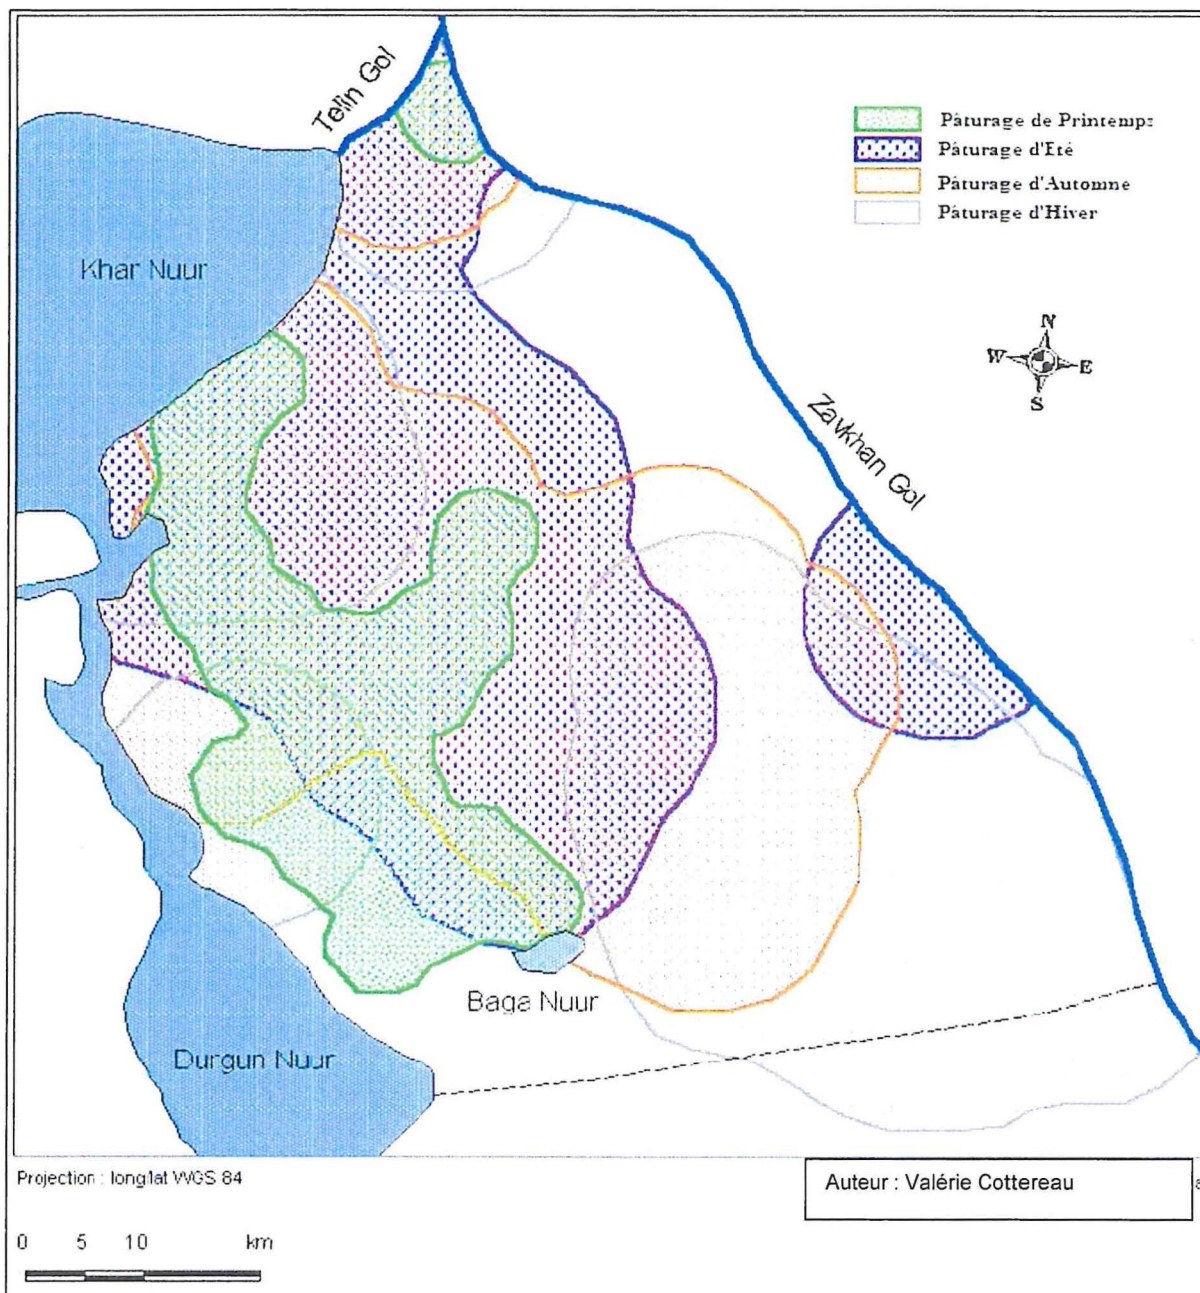 Telin Gol
Pâturage de Printemps
Pâturage d'Eté
Pâturage d'Automne
Pâturage d'Hiver
Khar Nuur
N
W E
S
Zavkhan Gol
Baga Nuur
Durgun Nuur
Projection : long/lat WGS 84
Auteur : Valérie Cottereau
0 5 10 km